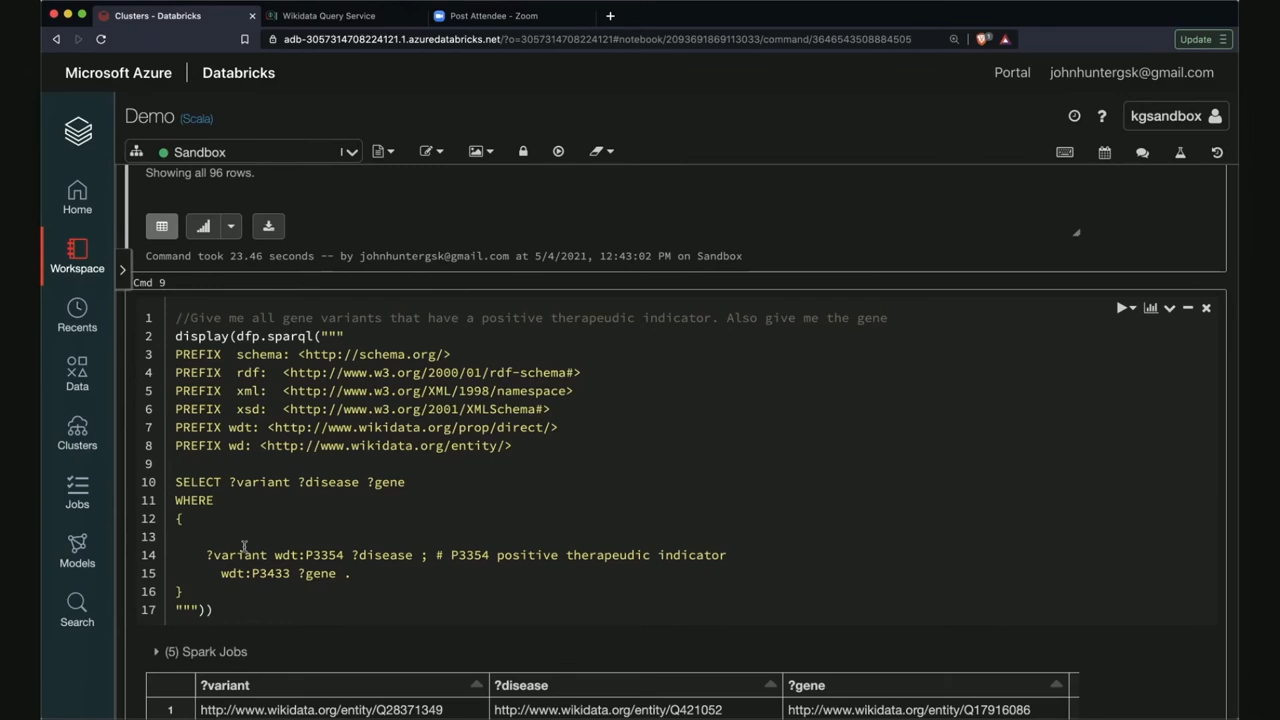 Clusters - Databricks
Wikidata Query Service
Post Attendee - Zoom
adb-3057314708224121.1.azuredatabricks.net/?o=3057314708224121#notebook/2093691869113033/command/3646543508884505
Update
Microsoft Azure
Databricks
Portal
johnhuntergsk@gmail.com
Demo (Scala)
kgsandbox
Sandbox
Home
Workspace
Recents
Data
Clusters
Jobs
Models
Search
Showing all 96 rows.
Command took 23.46 seconds -- by johnhuntergsk@gmail.com at 5/4/2021, 12:43:02 PM on Sandbox
Cmd 9
1 //Give me all gene variants that have a positive therapeudic indicator. Also give me the gene
2 display(dfp.sparql("""
3 PREFIX schema: <http://schema.org/>
4 PREFIX rdf: <http://www.w3.org/2000/01/rdf-schema#>
5 PREFIX xml: <http://www.w3.org/XML/1998/namespace>
6 PREFIX xsd: <http://www.w3.org/2001/XMLSchema#>
7 PREFIX wdt: <http://www.wikidata.org/prop/direct/>
8 PREFIX wd: <http://www.wikidata.org/entity/>
9
10 SELECT ?variant ?disease ?gene
11 WHERE
12 {
13
14 ?variant wdt:P3354 ?disease ; # P3354 positive therapeudic indicator
15 wdt:P3433 ?gene .
16 }
17 """))
(5) Spark Jobs
?variant ?disease ?gene
1 http://www.wikidata.org/entity/Q28371349 http://www.wikidata.org/entity/Q421052 http://www.wikidata.org/entity/Q17916086